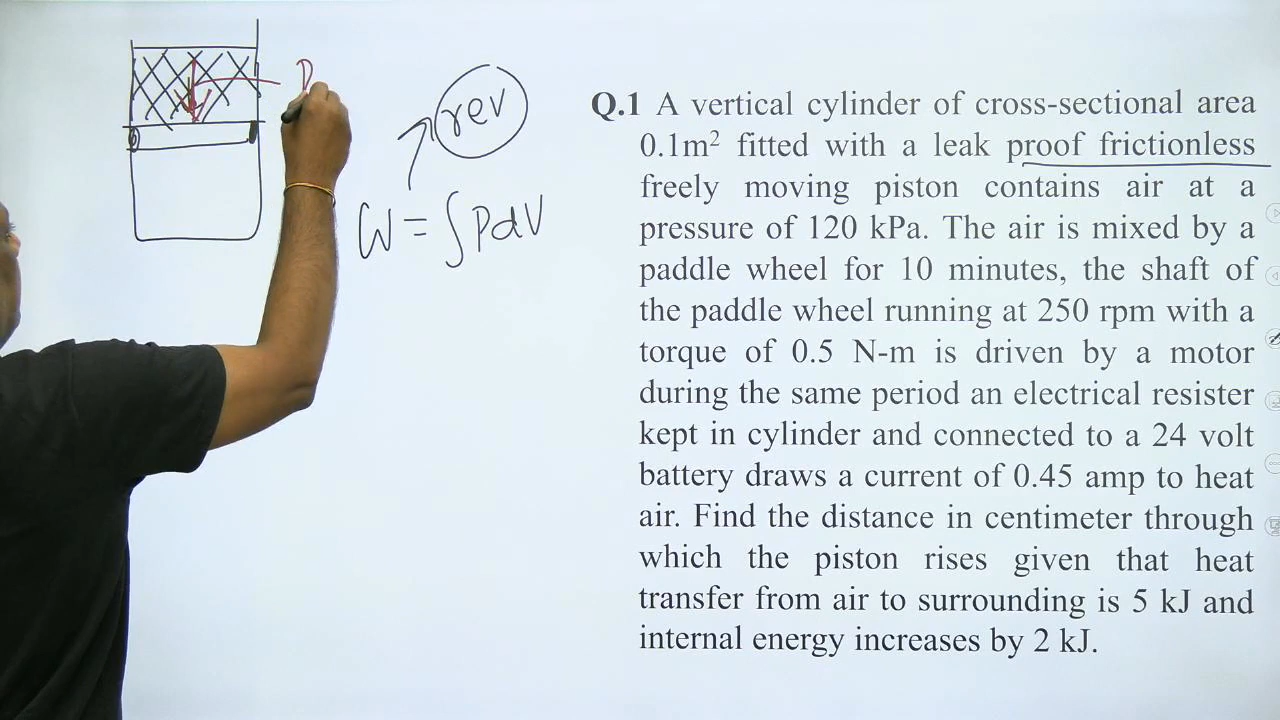 P
rev
W = ∫ PdV
Q.1 A vertical cylinder of cross-sectional area
0.1m² fitted with a leak proof frictionless
freely moving piston contains air at a
pressure of 120 kPa. The air is mixed by a
paddle wheel for 10 minutes, the shaft of
the paddle wheel running at 250 rpm with a
torque of 0.5 N-m is driven by a motor
during the same period an electrical resister
kept in cylinder and connected to a 24 volt
battery draws a current of 0.45 amp to heat
air. Find the distance in centimeter through
which the piston rises given that heat
transfer from air to surrounding is 5 kJ and
internal energy increases by 2 kJ.